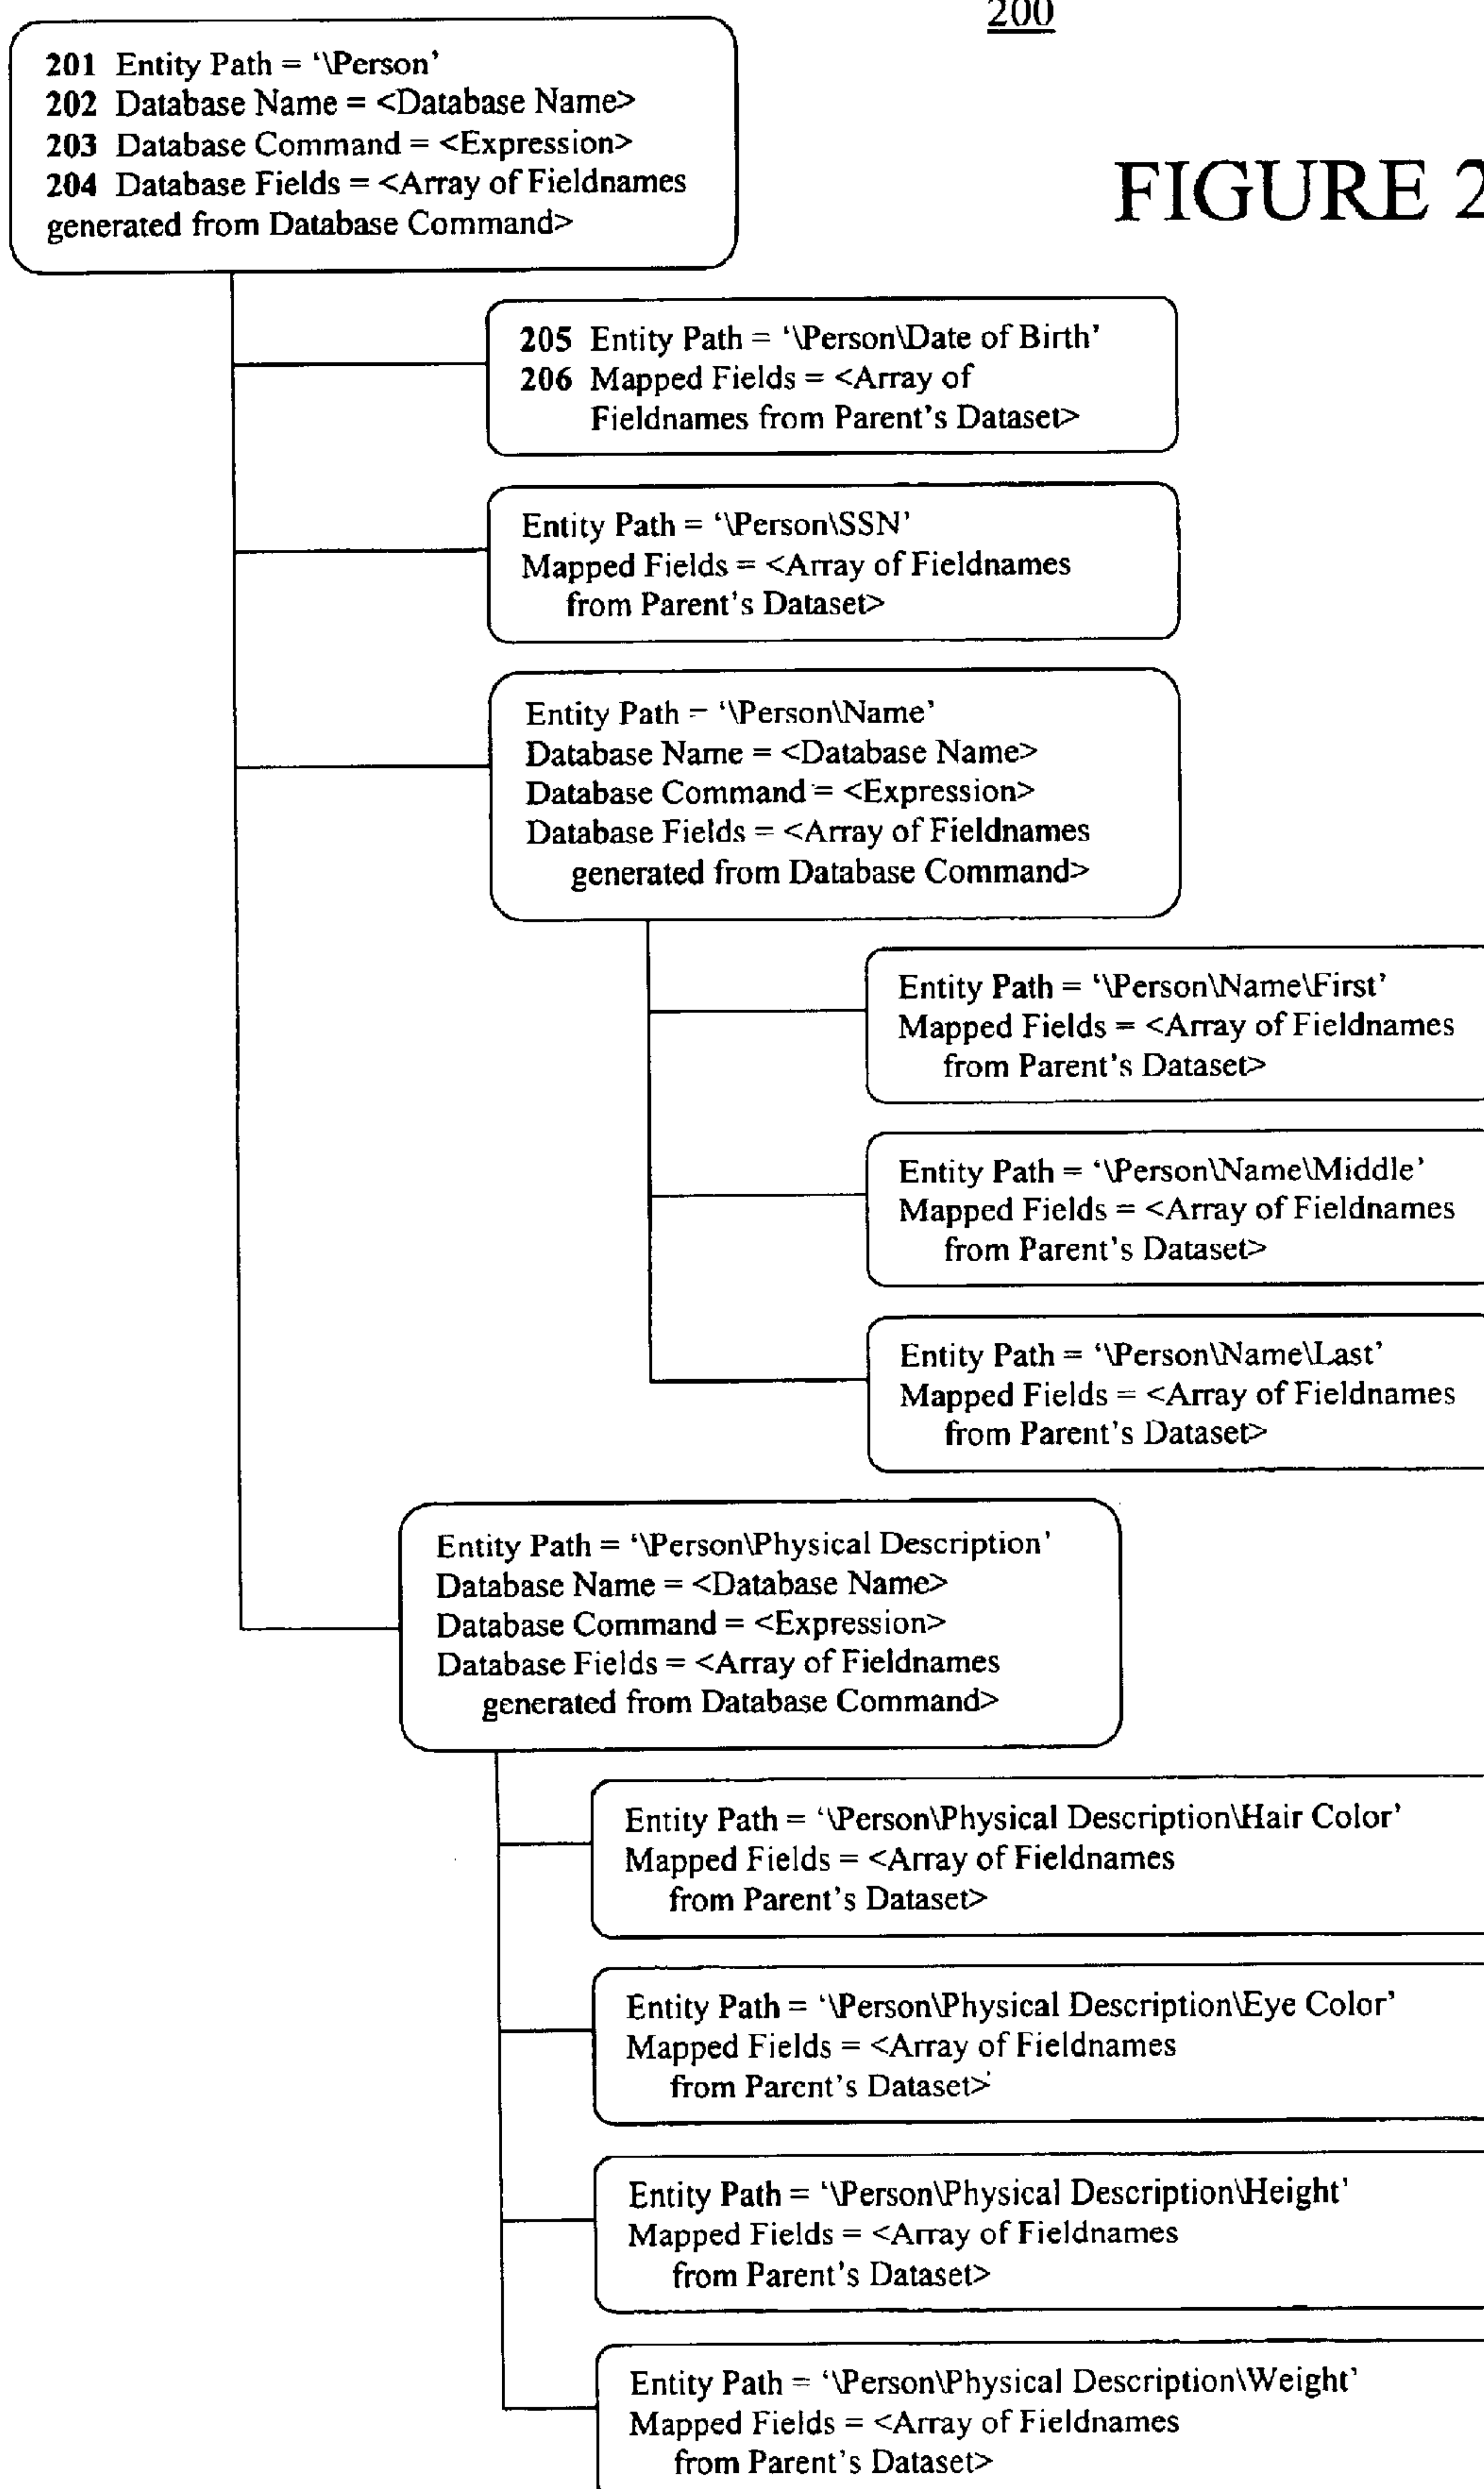 200
201 Entity Path = ‘\Person’
202 Database Name = <Database Name>
203 Database Command = <Expression>
204 Database Fields = <Array of Fieldnames
generated from Database Command>
FIGURE 2
205 Entity Path = ‘\Person\Date of Birth’
206 Mapped Fields = <Array of
Fieldnames from Parent's Dataset>
Entity Path = ‘\Person\SSN’
Mapped Fields = <Array of Fieldnames
from Parent's Dataset>
Entity Path = ‘\Person\Name’
Database Name = <Database Name>
Database Command = <Expression>
Database Fields = <Array of Fieldnames
generated from Database Command>
Entity Path = ‘\Person\Name\First’
Mapped Fields = <Array of Fieldnames
from Parent's Dataset>
Entity Path = ‘\Person\Name\Middle’
Mapped Fields = <Array of Fieldnames
from Parent's Dataset>
Entity Path = ‘\Person\Name\Last’
Mapped Fields = <Array of Fieldnames
from Parent's Dataset>
Entity Path = ‘\Person\Physical Description’
Database Name = <Database Name>
Database Command = <Expression>
Database Fields = <Array of Fieldnames
generated from Database Command>
Entity Path = ‘\Person\Physical Description\Hair Color’
Mapped Fields = <Array of Fieldnames
from Parent's Dataset>
Entity Path = ‘\Person\Physical Description\Eye Color’
Mapped Fields = <Array of Fieldnames
from Parent's Dataset>
Entity Path = ‘\Person\Physical Description\Height’
Mapped Fields = <Array of Fieldnames
from Parent's Dataset>
Entity Path = ‘\Person\Physical Description\Weight’
Mapped Fields = <Array of Fieldnames
from Parent's Dataset>